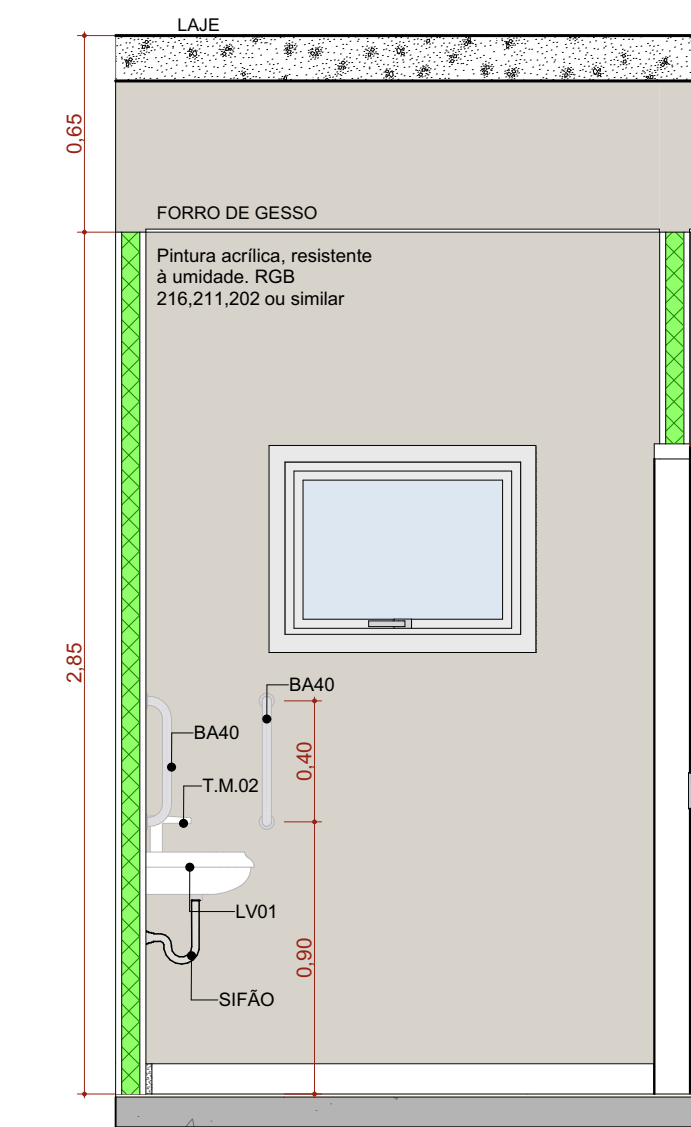 LAJE
0,65
FORRO DE GESSO
Pintura acrílica, resistente
à umidade. RGB
216,211,202 ou similar
2,85
BA40
BA40
0,40
T.M.02
LV01
0,90
SIFÃO